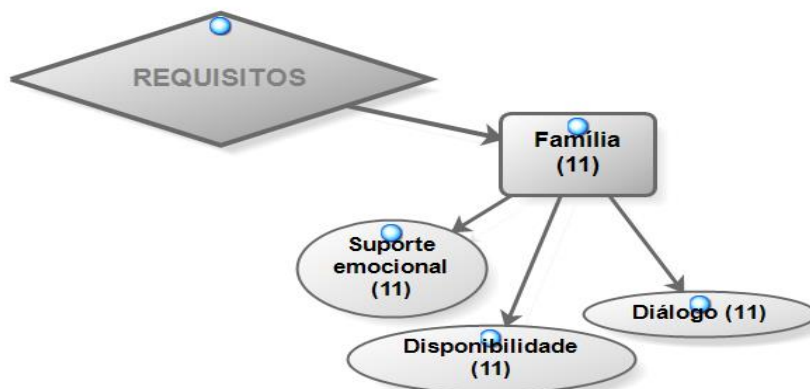 REQUISITOS
Família
(11)
Suporte
emocional
(11)
Diálogo (11)
Disponibilidade
(11)